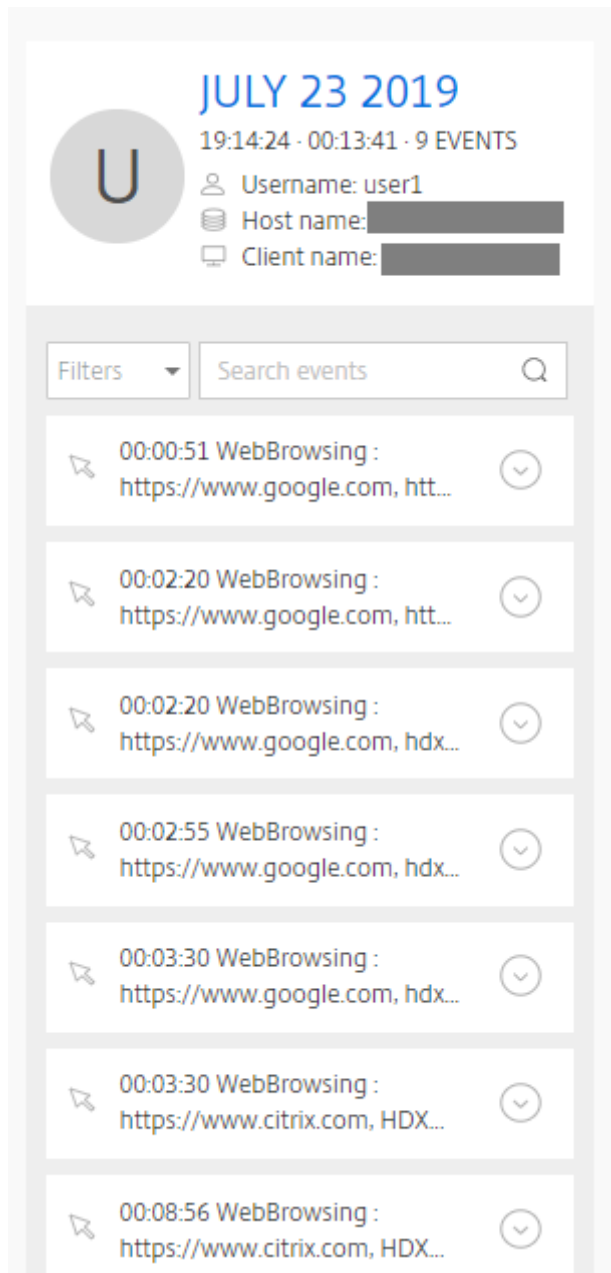 JULY 23 2019
19:14:24 · 00:13:41 · 9 EVENTS
U
Username: user1
Host name:
Client name:
Filters
Search events
00:00:51 WebBrowsing :
https://www.google.com, htt...
00:02:20 WebBrowsing :
https://www.google.com, htt...
00:02:20 WebBrowsing :
https://www.google.com, hdx...
00:02:55 WebBrowsing :
https://www.google.com, hdx...
00:03:30 WebBrowsing :
https://www.google.com, hdx...
00:03:30 WebBrowsing :
https://www.citrix.com, HDX...
00:08:56 WebBrowsing :
https://www.citrix.com, HDX...